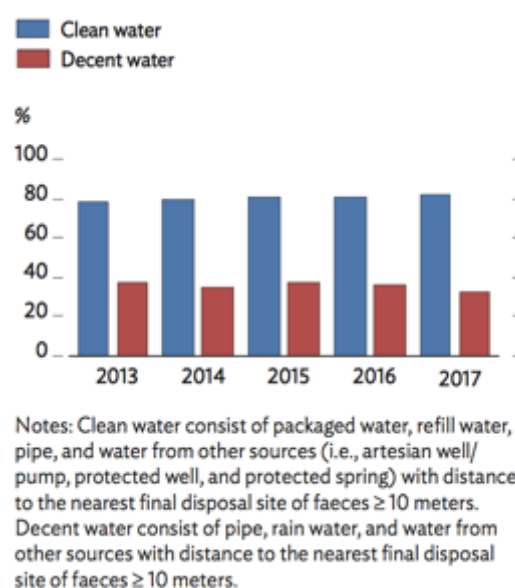 Clean water
Decent water
%
100
80
60
40
20
0
2013 2014 2015 2016 2017
Notes: Clean water consist of packaged water, refill water,
pipe, and water from other sources (i.e., artesian well/
pump, protected well, and protected spring) with distance
to the nearest final disposal site of faeces ≥ 10 meters.
Decent water consist of pipe, rain water, and water from
other sources with distance to the nearest final disposal
site of faeces ≥ 10 meters.